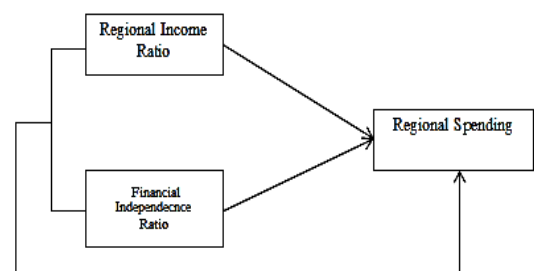 Regional Income
Ratio
Regional Spending
Financial
Independecnce
Ratio